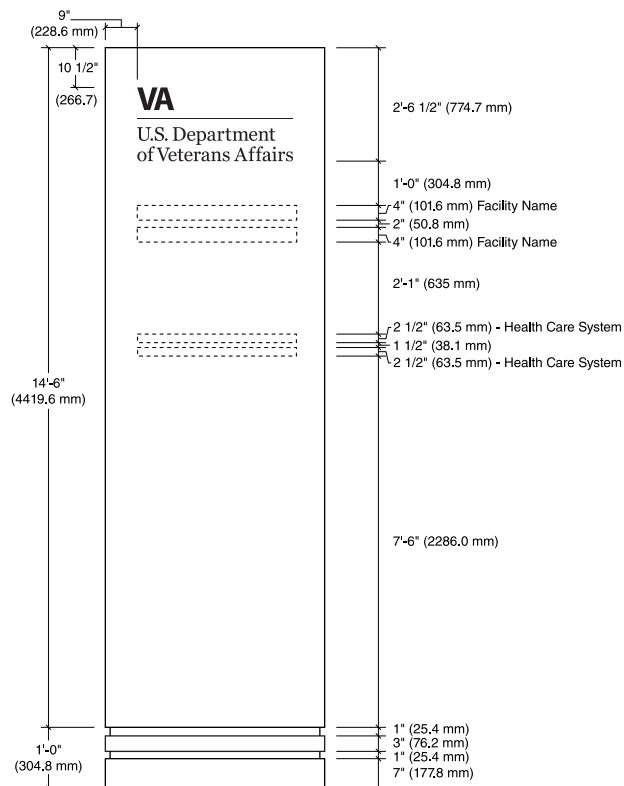 9"
(228.6 mm)
10 1/2"
(266.7)
VA
U.S. Department
of Veterans Affairs
2'-6 1/2" (774.7 mm)
1'-0" (304.8 mm)
4" (101.6 mm) Facility Name
2" (50.8 mm)
4" (101.6 mm) Facility Name
2'-1" (635 mm)
2 1/2" (63.5 mm) - Health Care System
1 1/2" (38.1 mm)
2 1/2" (63.5 mm) - Health Care System
14'-6"
(4419.6 mm)
7'-6" (2286.0 mm)
1'-0"
(304.8 mm)
1" (25.4 mm)
3" (76.2 mm)
1" (25.4 mm)
7" (177.8 mm)